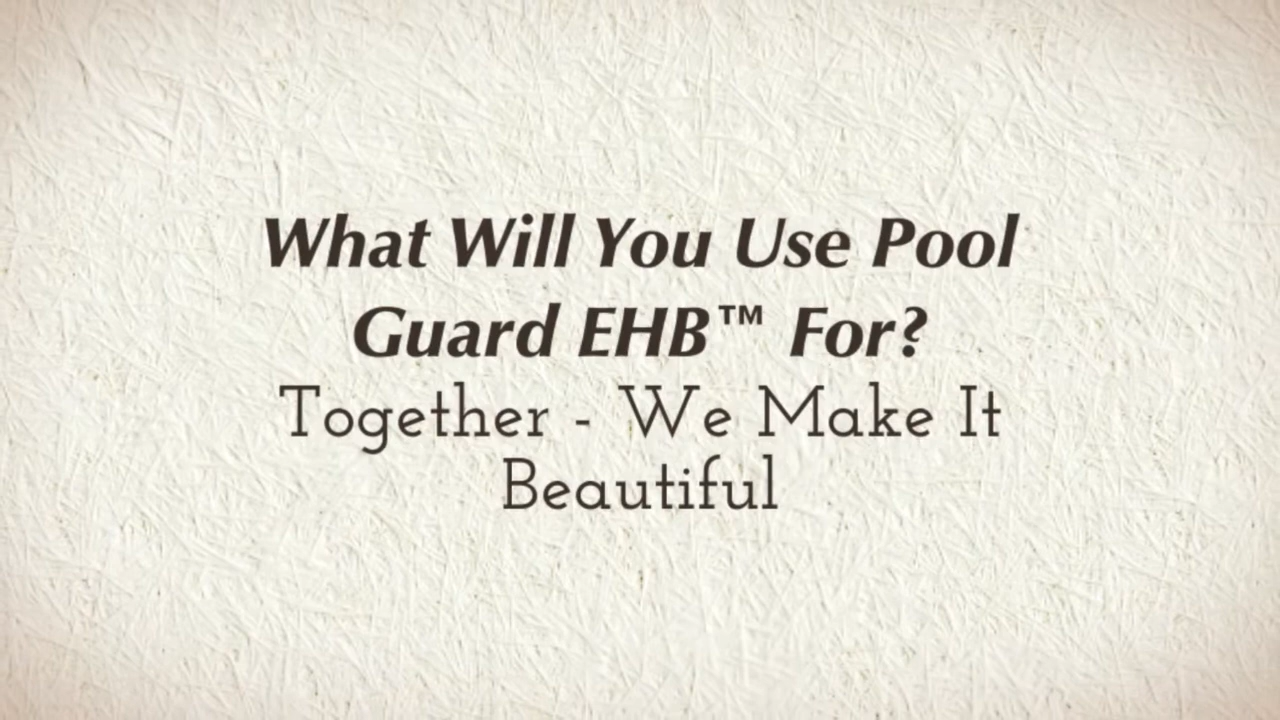 What Will You Use Pool
Guard EHB™ For?
Together - We Make It
Beautiful